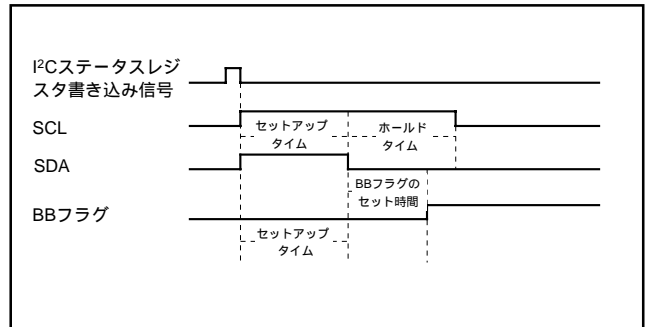 I²Cステータスレジ
スタ書き込み信号
SCL
セットアップ
タイム
ホールド
タイム
SDA
BBフラグの
セット時間
BBフラグ
セットアップ
タイム